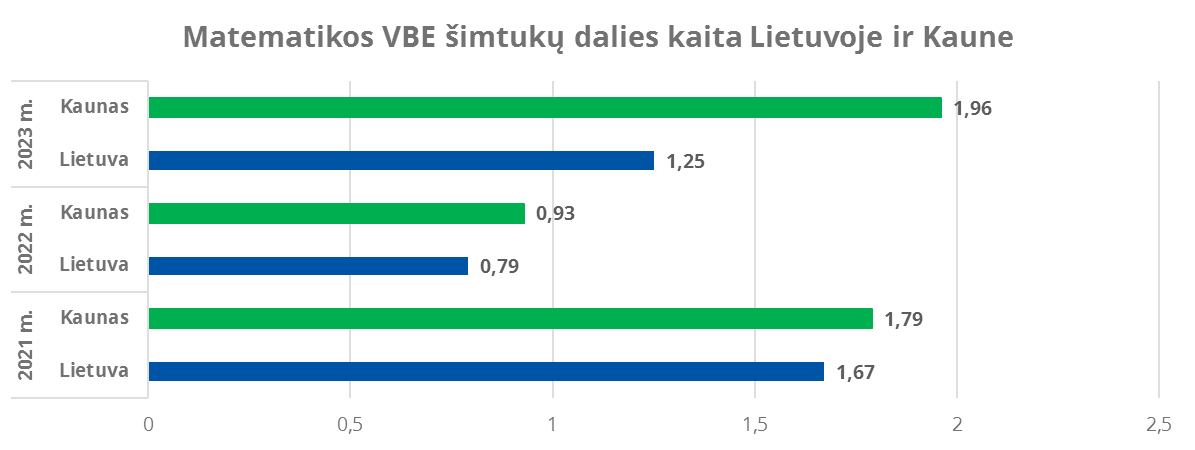 Matematikos VBE šimtukų dalies kaita Lietuvoje ir Kaune
2023 m.
Kaunas 1,96
Lietuva 1,25
2022 m.
Kaunas 0,93
Lietuva 0,79
2021 m.
Kaunas 1,79
Lietuva 1,67
0 0,5 1 1,5 2 2,5